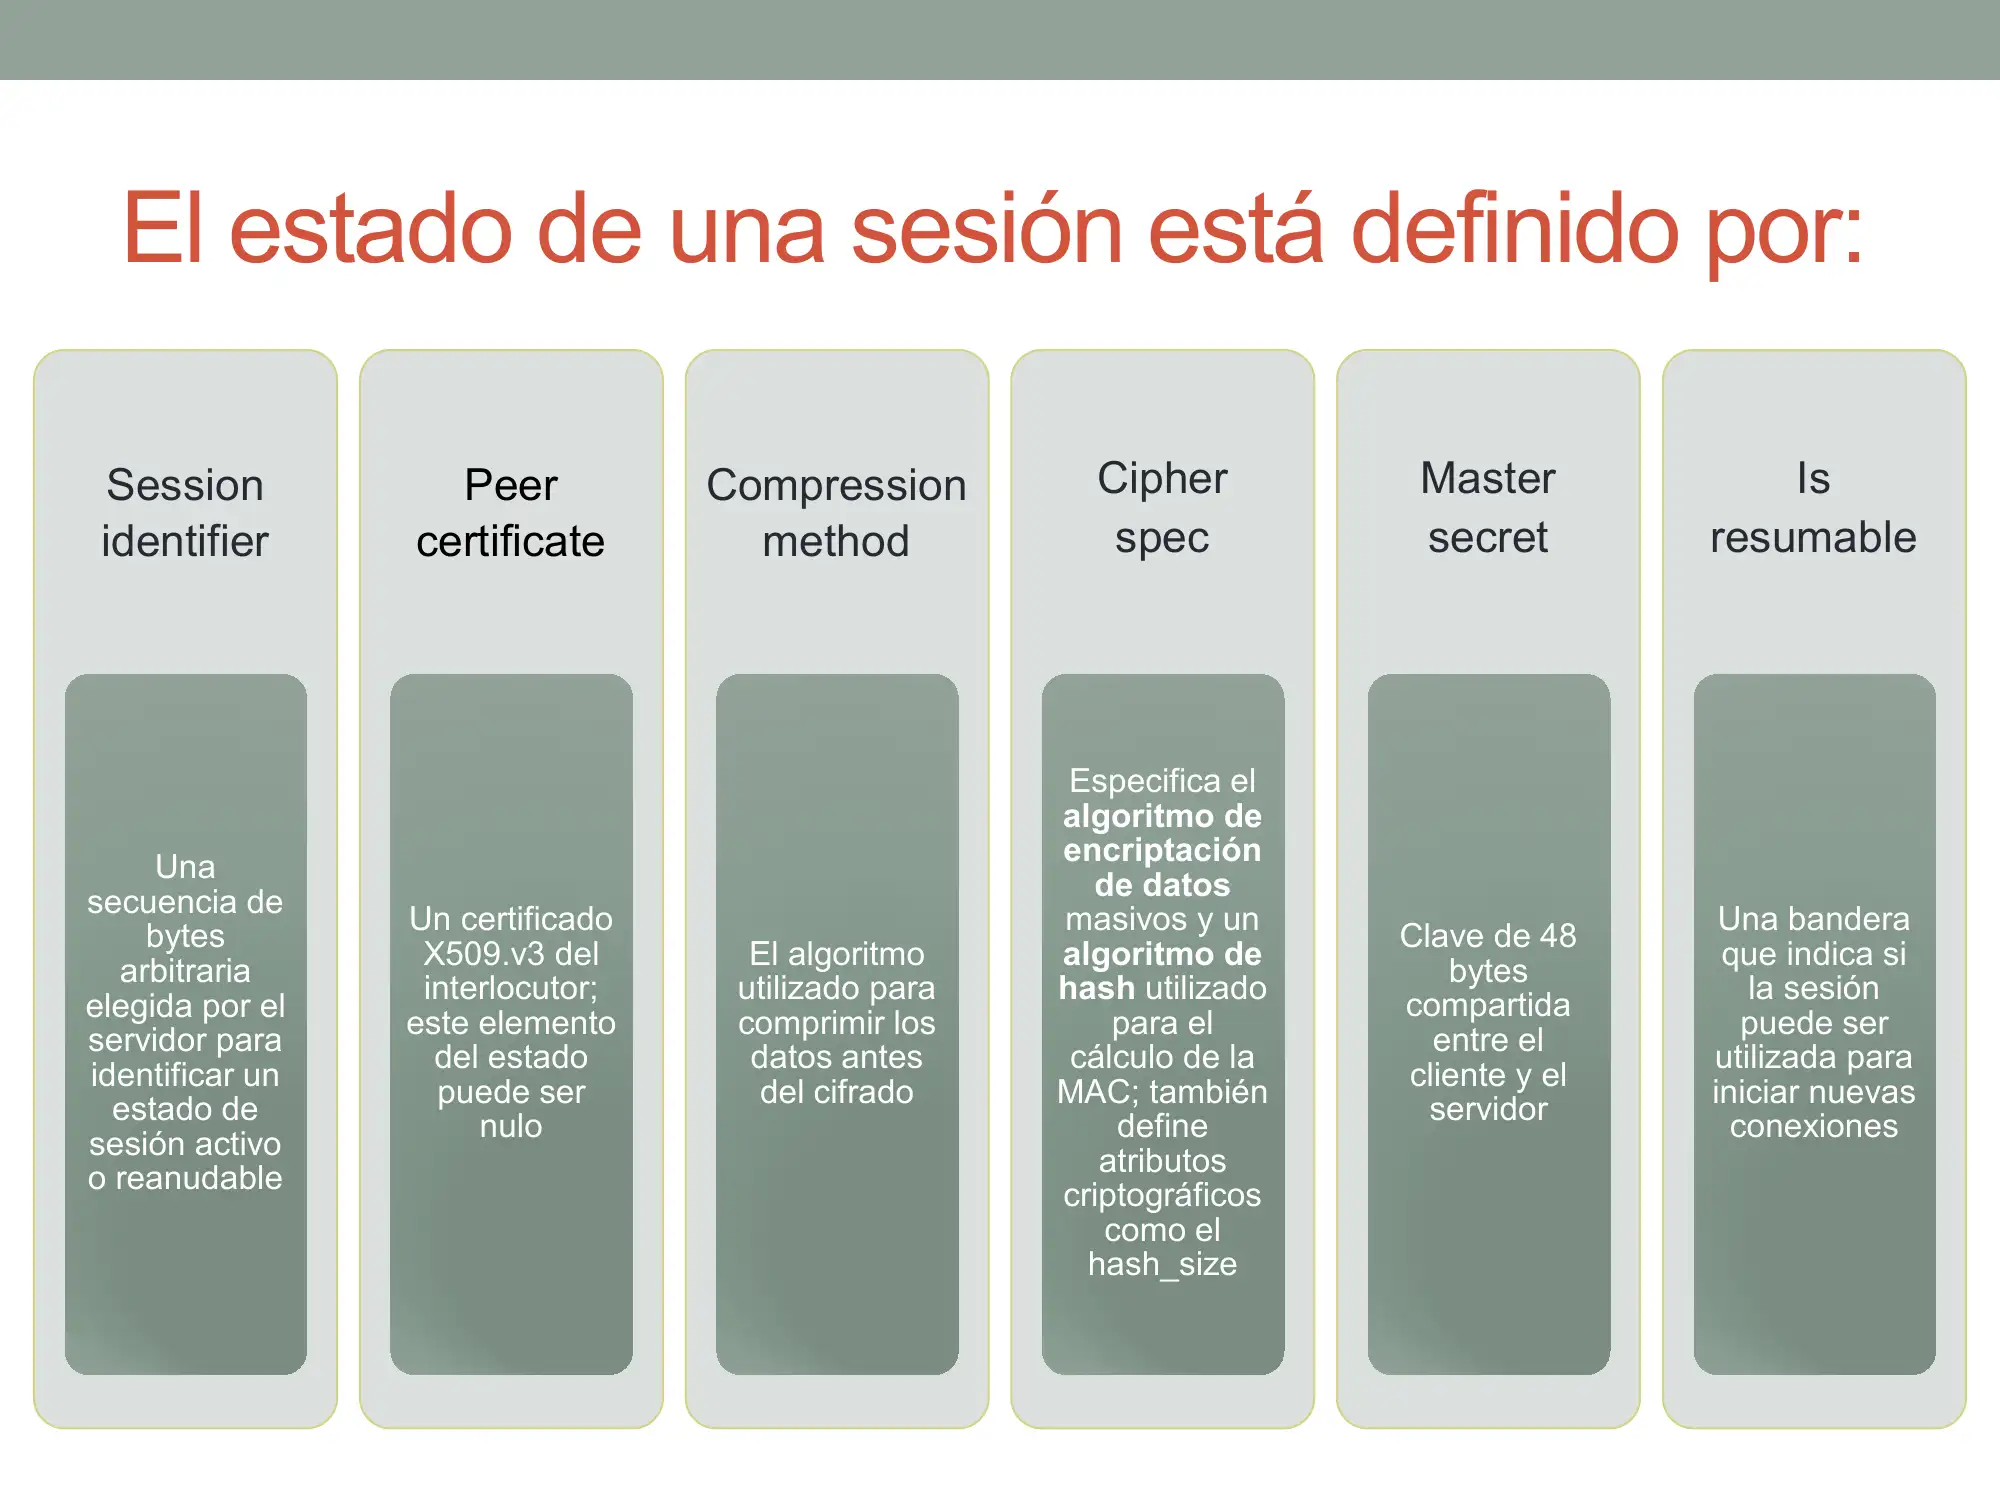 El estado de una sesión está definido por:
Session
identifier
Una
secuencia de
bytes
arbitraria
elegida por el
servidor para
identificar un
estado de
sesión activo
o reanudable
Peer
certificate
Un certificado
X509.v3 del
interlocutor;
este elemento
del estado
puede ser
nulo
Compression
method
El algoritmo
utilizado para
comprimir los
datos antes
del cifrado
Cipher
spec
Especifica el
algoritmo de
encriptación
de datos
masivos y un
algoritmo de
hash utilizado
para el
cálculo de la
MAC; también
define
atributos
criptográficos
como el
hash_size
Master
secret
Clave de 48
bytes
compartida
entre el
cliente y el
servidor
Is
resumable
Una bandera
que indica si
la sesión
puede ser
utilizada para
iniciar nuevas
conexiones